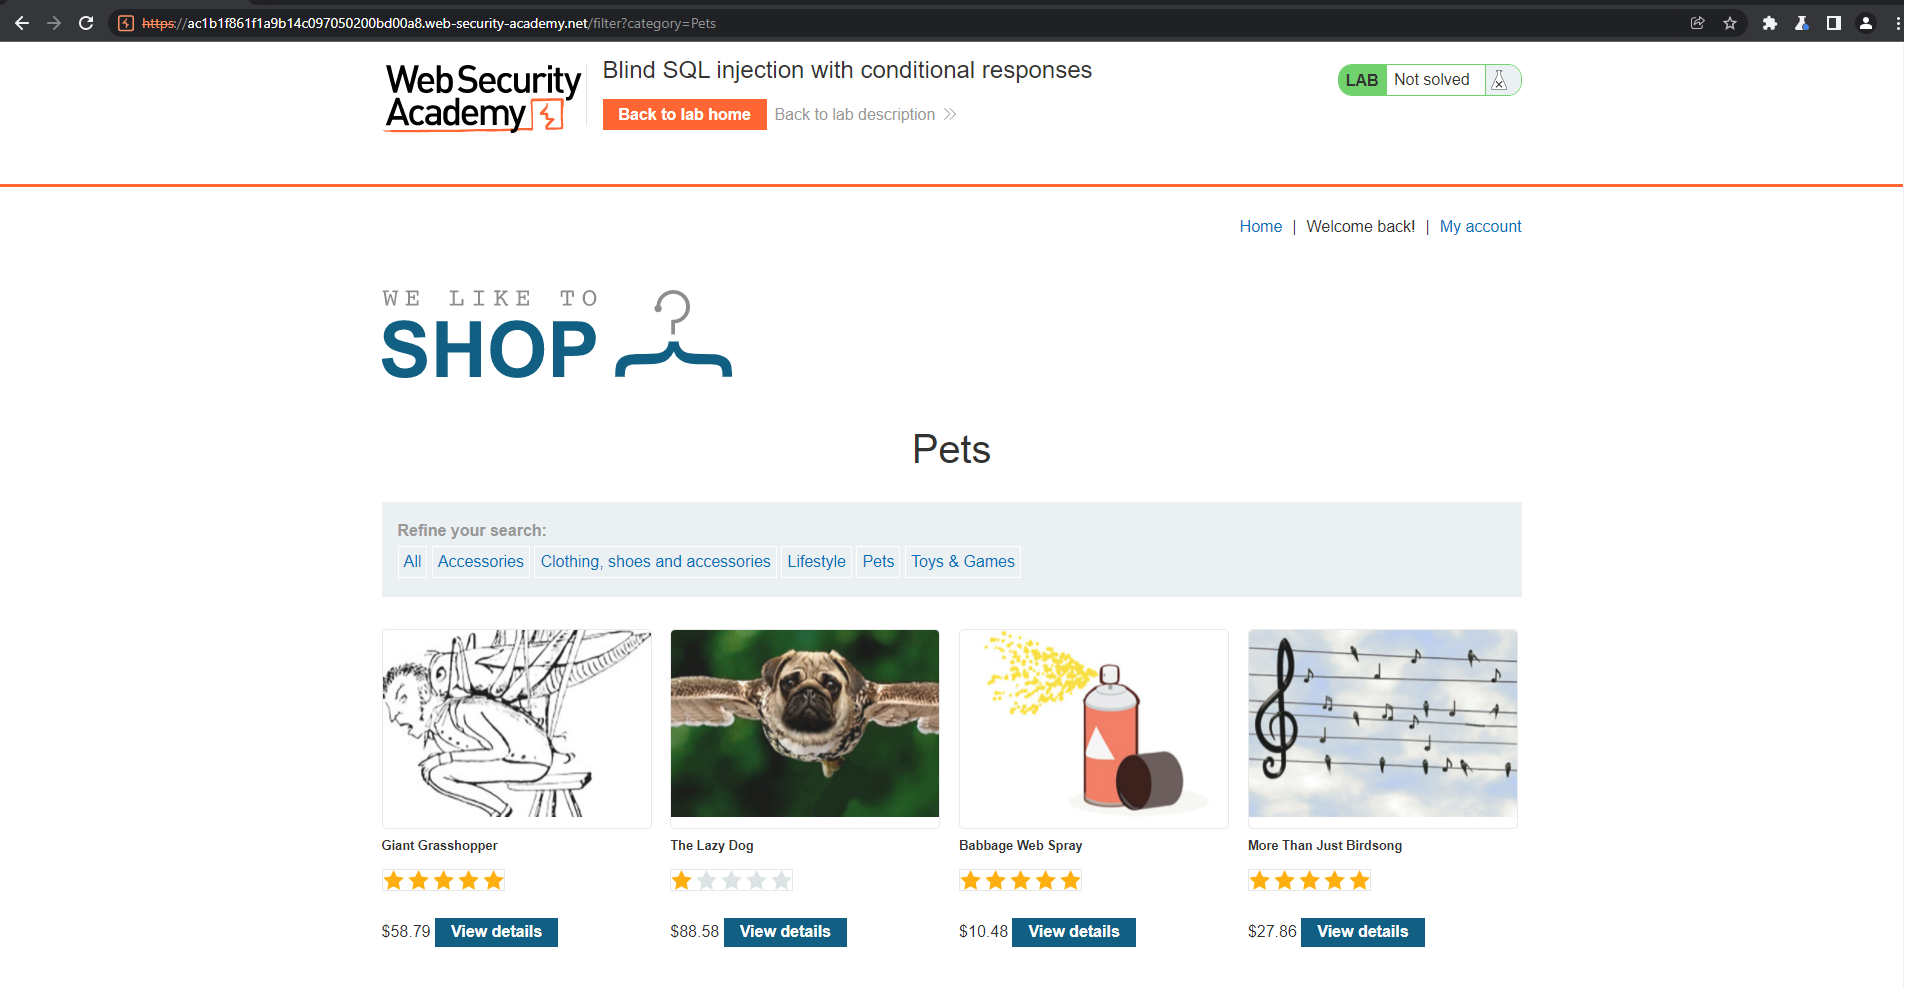 https://ac1b1f861f1a9b14c097050200bd00a8.web-security-academy.net/filter?category=Pets
Web Security
Academy
Blind SQL injection with conditional responses
Back to lab home
Back to lab description
LAB
Not solved
Home | Welcome back! | My account
WE LIKE TO
SHOP
Pets
Refine your search:
All Accessories Clothing, shoes and accessories Lifestyle Pets Toys & Games
Giant Grasshopper
The Lazy Dog
Babbage Web Spray
More Than Just Birdsong
$58.79 View details
$88.58 View details
$10.48 View details
$27.86 View details